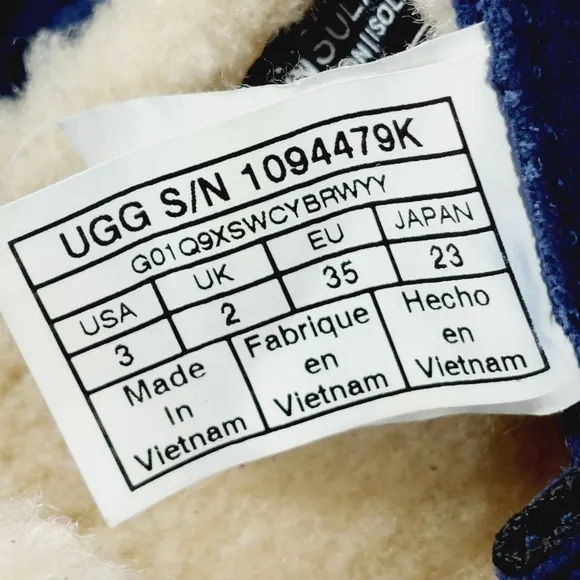 UGG S/N 1094479K
G01Q9XSWCYBRWYY
USA UK EU JAPAN
3 2 35 23
Made In Vietnam
Fabrique en Vietnam
Hecho en Vietnam